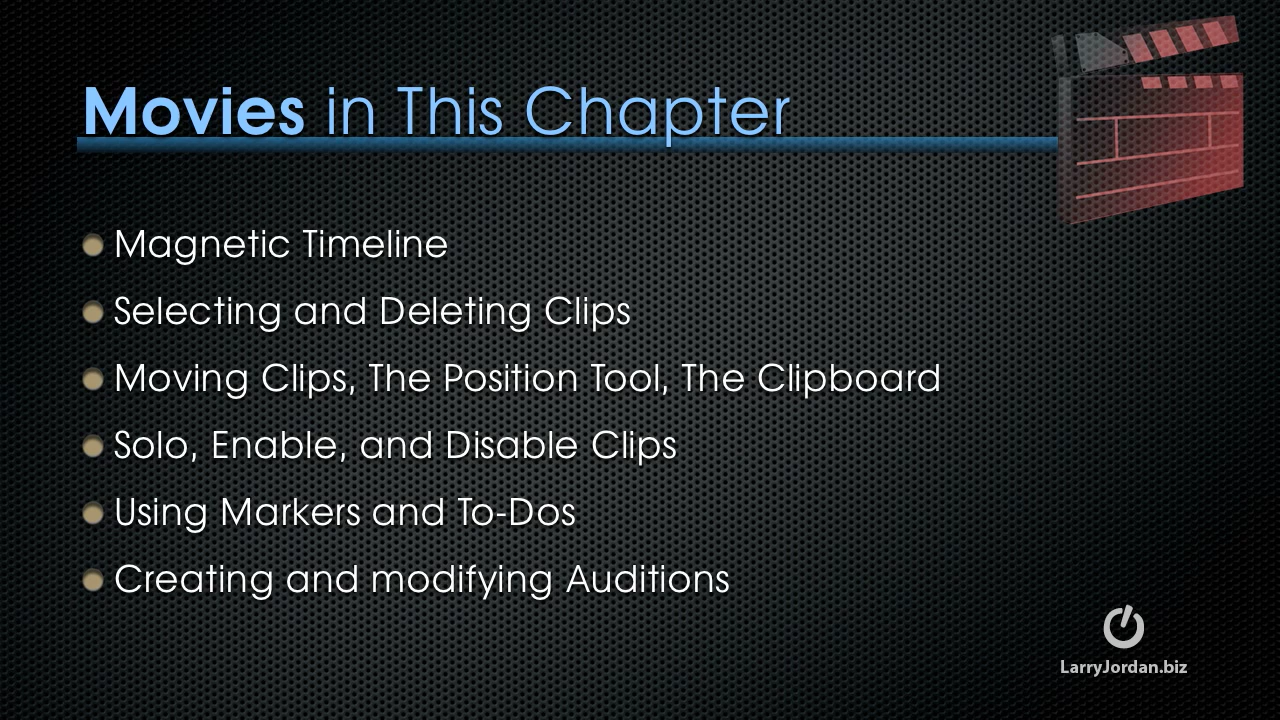 Movies in This Chapter
Magnetic Timeline
Selecting and Deleting Clips
Moving Clips, The Position Tool, The Clipboard
Solo, Enable, and Disable Clips
Using Markers and To-Dos
Creating and modifying Auditions
LarryJordan.biz